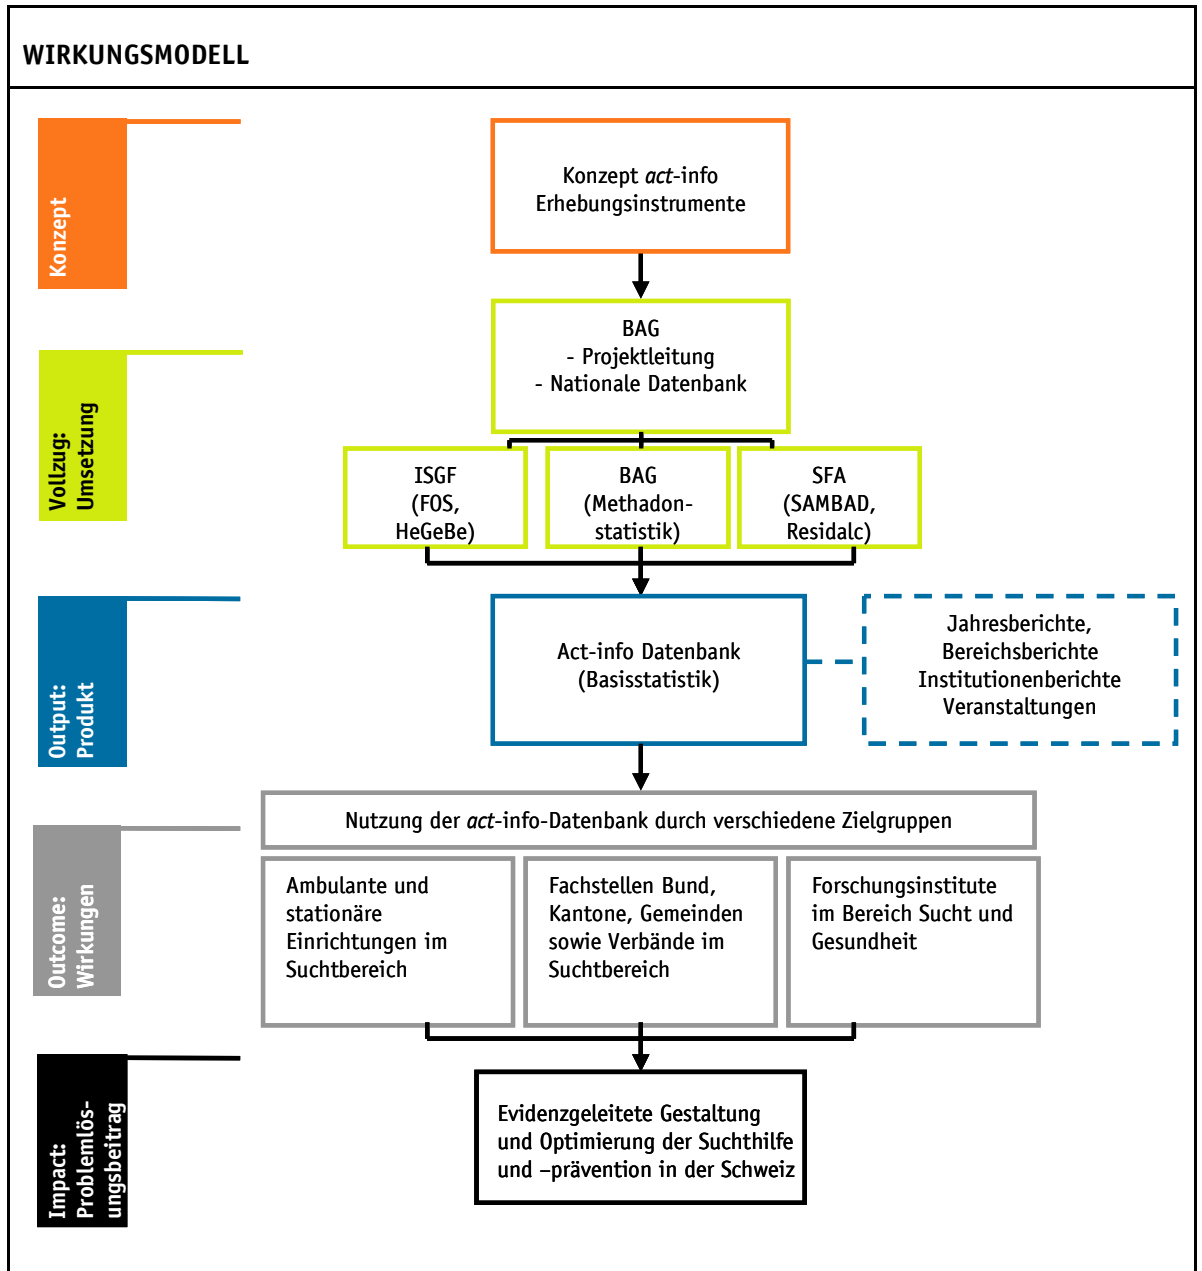 WIRKUNGSMODELL
Konzept
Konzept act-info
Erhebungsinstrumente
Vollzug:
Umsetzung
BAG
- Projektleitung
- Nationale Datenbank
ISGF
(FOS,
HeGeBe)
BAG
(Methadon-
statistik)
SFA
(SAMBAD,
Residalc)
Output:
Produkt
Act-info Datenbank
(Basisstatistik)
Jahresberichte,
Bereichsberichte
Institutionenberichte
Veranstaltungen
Outcome:
Wirkungen
Nutzung der act-info-Datenbank durch verschiedene Zielgruppen
Ambulante und
stationäre
Einrichtungen im
Suchtbereich
Fachstellen Bund,
Kantone, Gemeinden
sowie Verbände im
Suchtbereich
Forschungsinstitute
im Bereich Sucht und
Gesundheit
Impact:
Problemlös-
ungsbeitrag
Evidenzgeleitete Gestaltung
und Optimierung der Suchthilfe
und –prävention in der Schweiz